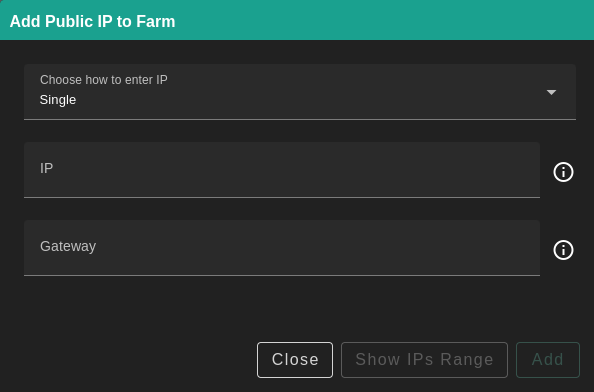 Add Public IP to Farm
Choose how to enter IP
Single
IP
Gateway
Close
Show IPs Range
Add